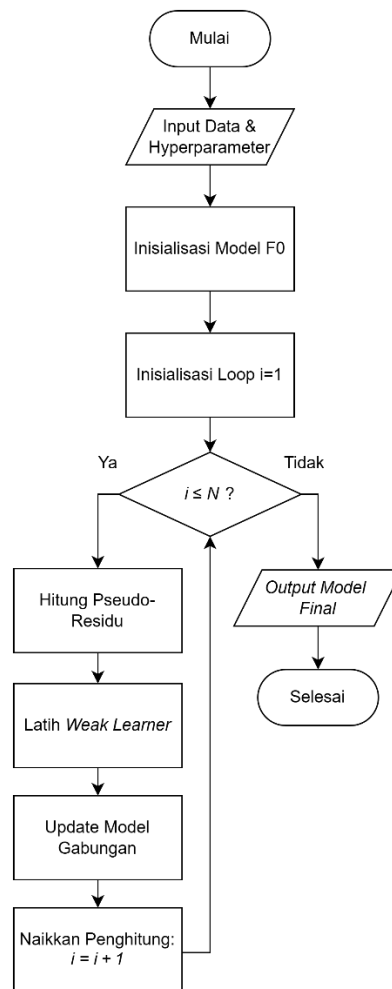 Mulai
Input Data &
Hyperparameter
Inisialisasi Model F0
Inisialisasi Loop i=1
Ya
Tidak
i ≤ N ?
Hitung Pseudo-
Residu
Latih Weak Learner
Update Model
Gabungan
Naikkan Penghitung:
i = i + 1
Output Model
Final
Selesai